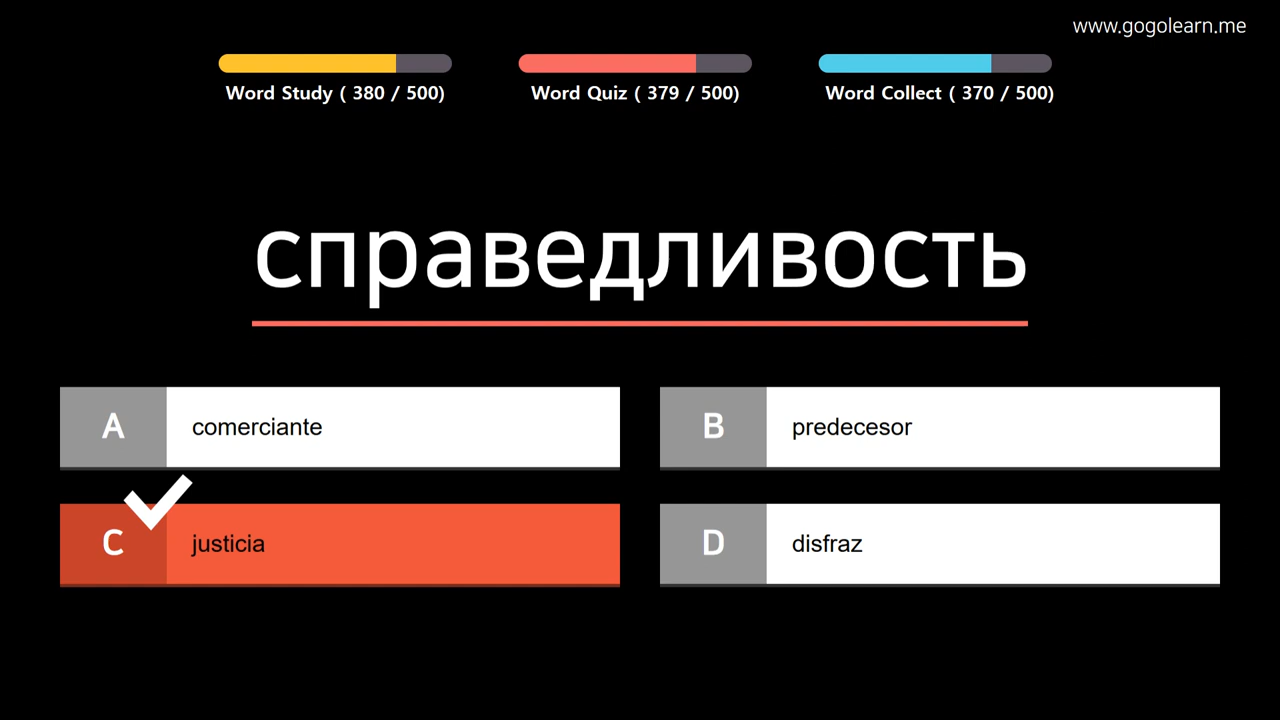 www.gogolearn.me
Word Study ( 380 / 500) Word Quiz ( 379 / 500) Word Collect ( 370 / 500)
справедливость
A comerciante
B predecesor
C justicia
D disfraz